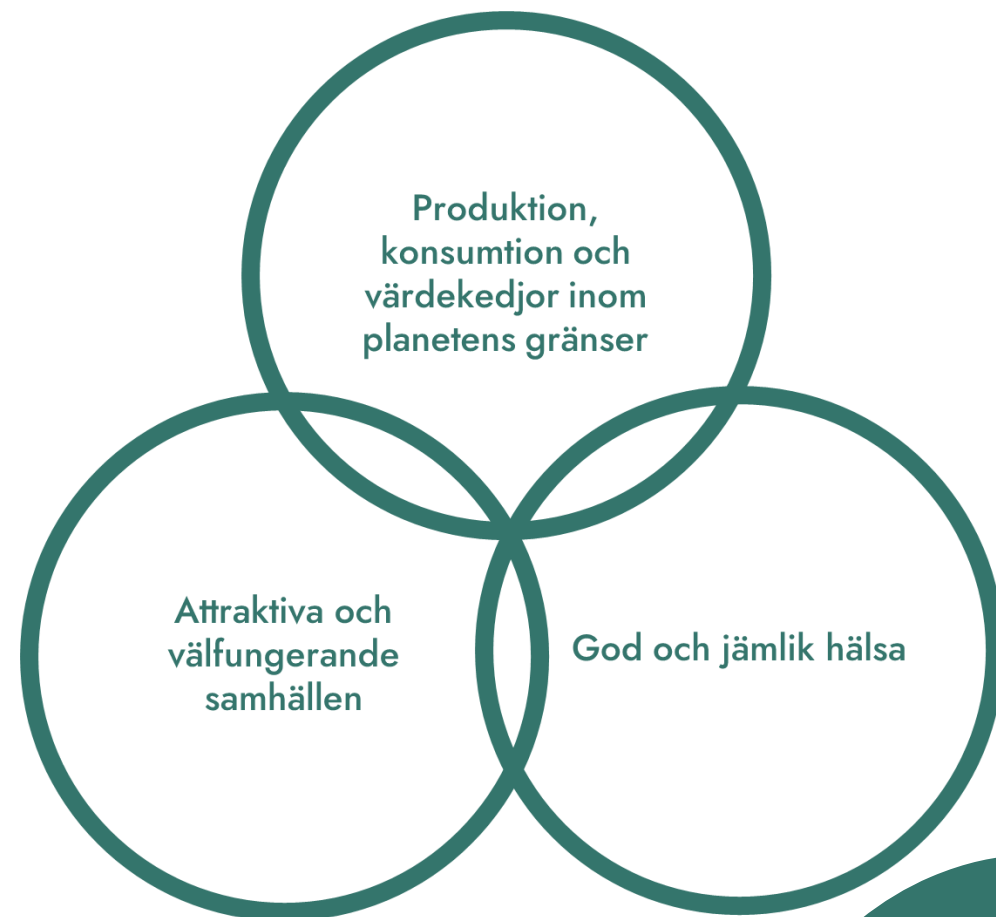 Produktion,
konsumtion och
värdekedjor inom
planetens gränser
Attraktiva och
välfungerande
samhällen
God och jämlik hälsa